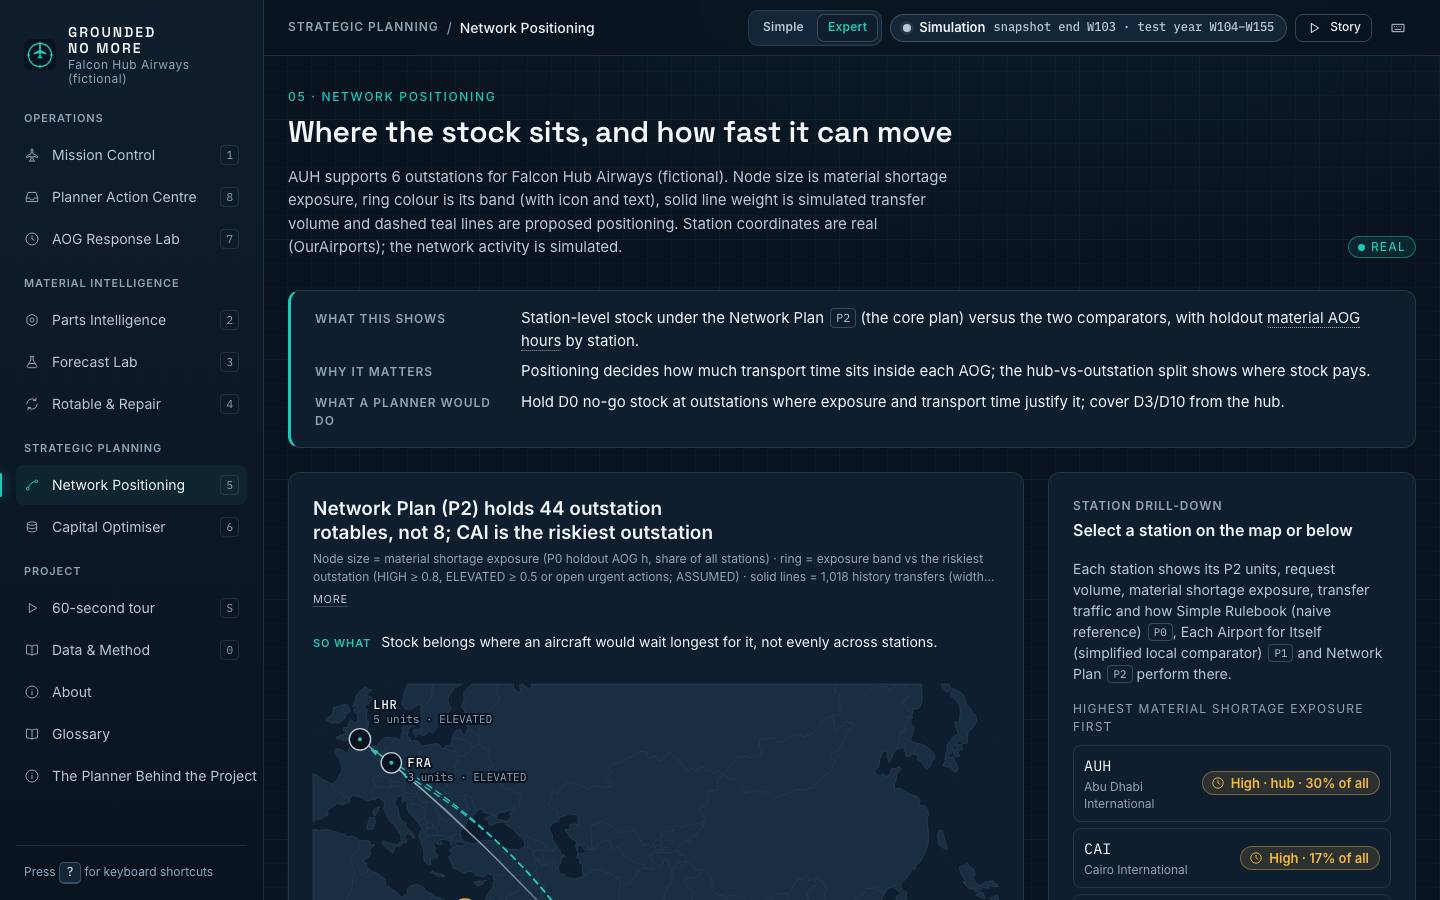 GROUNDED
NO MORE
Falcon Hub Airways
(fictional)
OPERATIONS
Mission Control 1
Planner Action Centre 8
AOG Response Lab 7
MATERIAL INTELLIGENCE
Parts Intelligence 2
Forecast Lab 3
Rotable & Repair 4
STRATEGIC PLANNING
Network Positioning 5
Capital Optimiser 6
PROJECT
60-second tour S
Data & Method 0
About
Glossary
The Planner Behind the Project
Press ? for keyboard shortcuts
STRATEGIC PLANNING / Network Positioning
Simple Expert
Simulation snapshot end W103 · test year W104–W155
Story
05 · NETWORK POSITIONING
Where the stock sits, and how fast it can move
AUH supports 6 outstations for Falcon Hub Airways (fictional). Node size is material shortage
exposure, ring colour is its band (with icon and text), solid line weight is simulated transfer
volume and dashed teal lines are proposed positioning. Station coordinates are real
(OurAirports); the network activity is simulated.
REAL
WHAT THIS SHOWS
Station-level stock under the Network Plan P2 (the core plan) versus the two comparators, with holdout material AOG
hours by station.
WHY IT MATTERS
Positioning decides how much transport time sits inside each AOG; the hub-vs-outstation split shows where stock pays.
WHAT A PLANNER WOULD
DO
Hold D0 no-go stock at outstations where exposure and transport time justify it; cover D3/D10 from the hub.
Network Plan (P2) holds 44 outstation
rotables, not 8; CAI is the riskiest outstation
Node size = material shortage exposure (P0 holdout AOG h, share of all stations) · ring = exposure band vs the riskiest
outstation (HIGH ≥ 0.8, ELEVATED ≥ 0.5 or open urgent actions; ASSUMED) · solid lines = 1,018 history transfers (width…
MORE
SO WHAT Stock belongs where an aircraft would wait longest for it, not evenly across stations.
LHR
5 units · ELEVATED
FRA
3 units · ELEVATED
STATION DRILL-DOWN
Select a station on the map or below
Each station shows its P2 units, request
volume, material shortage exposure, transfer
traffic and how Simple Rulebook (naive
reference) P0, Each Airport for Itself
(simplified local comparator) P1 and Network
Plan P2 perform there.
HIGHEST MATERIAL SHORTAGE EXPOSURE
FIRST
AUH
Abu Dhabi
International
High · hub · 30% of all
CAI
Cairo International
High · 17% of all